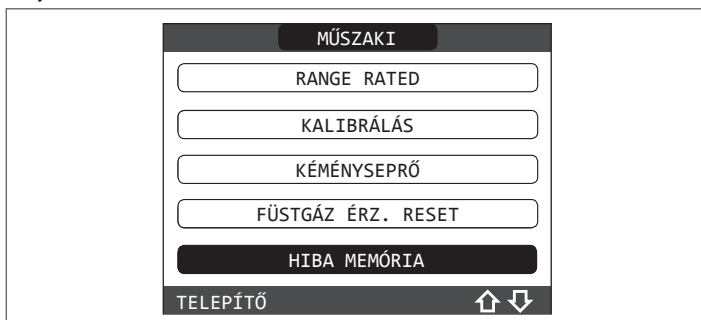 MŰSZAKI
RANGE RATED
KALIBRÁLÁS
KÉMÉNYSEPRŐ
FÜSTGÁZ ÉRZ. RESET
HIBA MEMÓRIA
TELEPÍTŐ